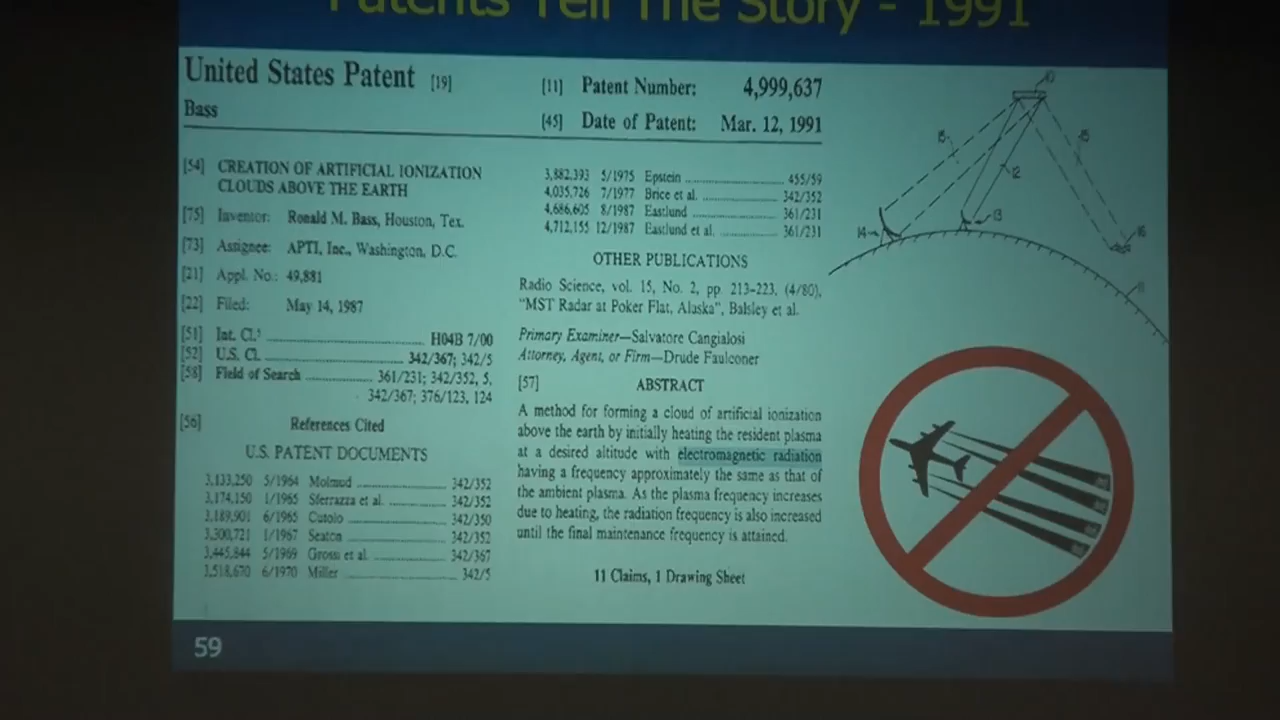 Patents Tell The Story - 1991
United States Patent [19]
Bass
[11] Patent Number: 4,999,637
[45] Date of Patent: Mar. 12, 1991
[54] CREATION OF ARTIFICIAL IONIZATION
CLOUDS ABOVE THE EARTH
[75] Inventor: Ronald M. Bass, Houston, Tex.
[73] Assignee: APTI, Inc., Washington, D.C.
[21] Appl. No.: 49,881
[22] Filed: May 14, 1987
[51] Int. Cl.⁵ ................ H04B 7/00
[52] U.S. Cl. ................ 342/367; 342/5
[58] Field of Search ................ 361/231; 342/352, 5,
342/367; 376/123, 124
[56] References Cited
U.S. PATENT DOCUMENTS
3,133,250 5/1964 Molmud ................ 342/352
3,174,150 1/1965 Sferrazza et al. ................ 342/352
3,189,901 6/1965 Cutolo ................ 342/350
3,300,721 1/1967 Seaton ................ 342/352
3,445,844 5/1969 Grossi et al. ................ 342/367
3,518,670 6/1970 Miller ................ 342/5
3,882,393 5/1975 Epstein ................ 455/59
4,035,726 7/1977 Brice et al. ................ 342/352
4,686,605 8/1987 Eastlund ................ 361/231
4,712,155 12/1987 Eastlund et al. ................ 361/231
OTHER PUBLICATIONS
Radio Science, vol. 15, No. 2, pp. 213-223, (4/80),
"MST Radar at Poker Flat, Alaska", Balsley et al.
Primary Examiner—Salvatore Cangialosi
Attorney, Agent, or Firm—Drude Faulconer
[57] ABSTRACT
A method for forming a cloud of artificial ionization
above the earth by initially heating the resident plasma
at a desired altitude with electromagnetic radiation
having a frequency approximately the same as that of
the ambient plasma. As the plasma frequency increases
due to heating, the radiation frequency is also increased
until the final maintenance frequency is attained.
11 Claims, 1 Drawing Sheet
12
13
14
59